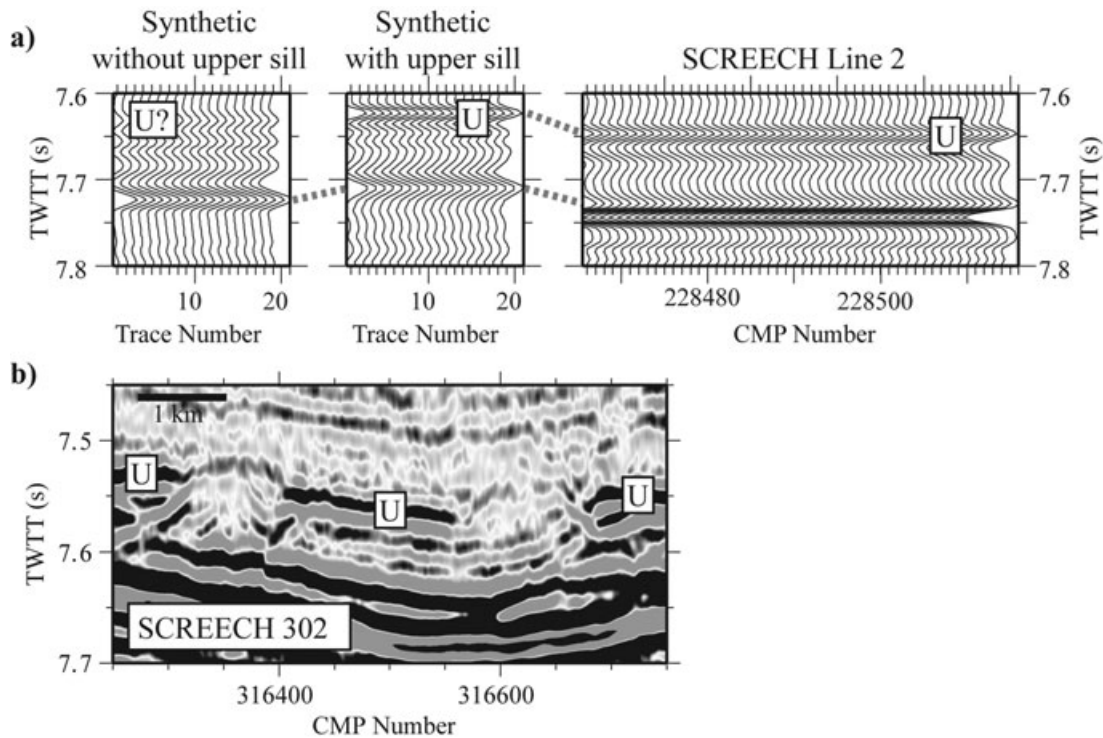 a)
Synthetic
without upper sill
Synthetic
with upper sill
SCREECH Line 2
7.6
7.7
7.8
TWTT (s)
U?
U
U
7.6
7.7
7.8
TWTT (s)
10 20
10 20
228480 228500
Trace Number
Trace Number
CMP Number
b)
1 km
7.5
7.6
7.7
TWTT (s)
U
U
U
SCREECH 302
316400 316600
CMP Number